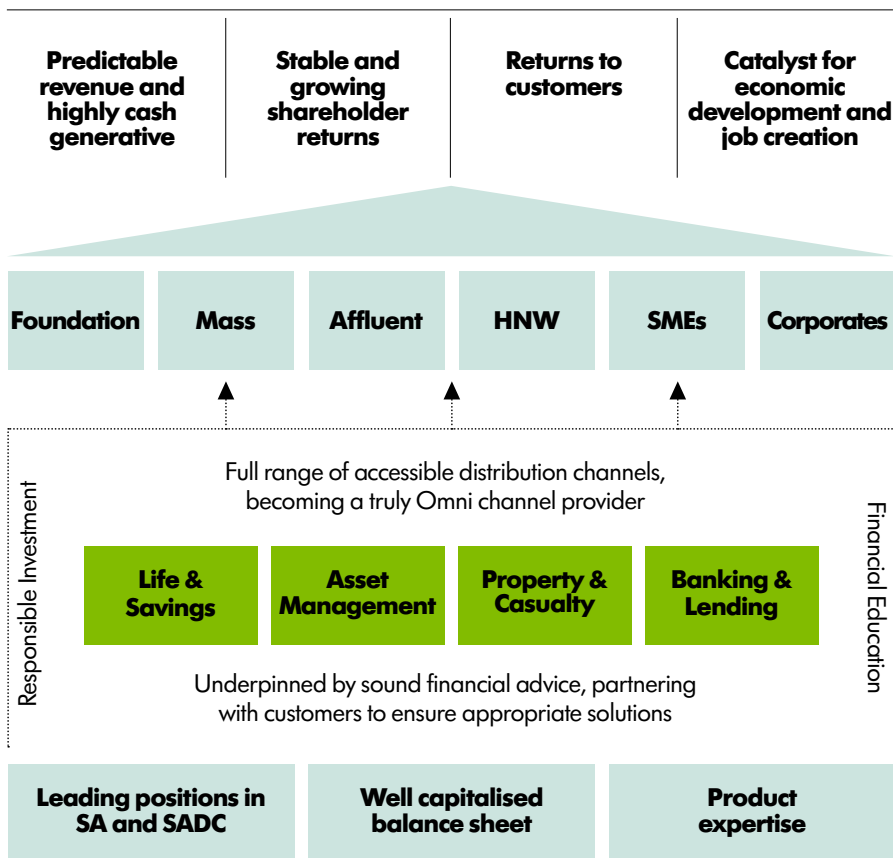 Predictable
revenue and
highly cash
generative
Stable and
growing
shareholder
returns
Returns to
customers
Catalyst for
economic
development and
job creation
Foundation
Mass
Affluent
HNW
SMEs
Corporates
Responsible Investment
Full range of accessible distribution channels,
becoming a truly Omni channel provider
Life &
Savings
Asset
Management
Property &
Casualty
Banking &
Lending
Underpinned by sound financial advice, partnering
with customers to ensure appropriate solutions
Financial Education
Leading positions in
SA and SADC
Well capitalised
balance sheet
Product
expertise